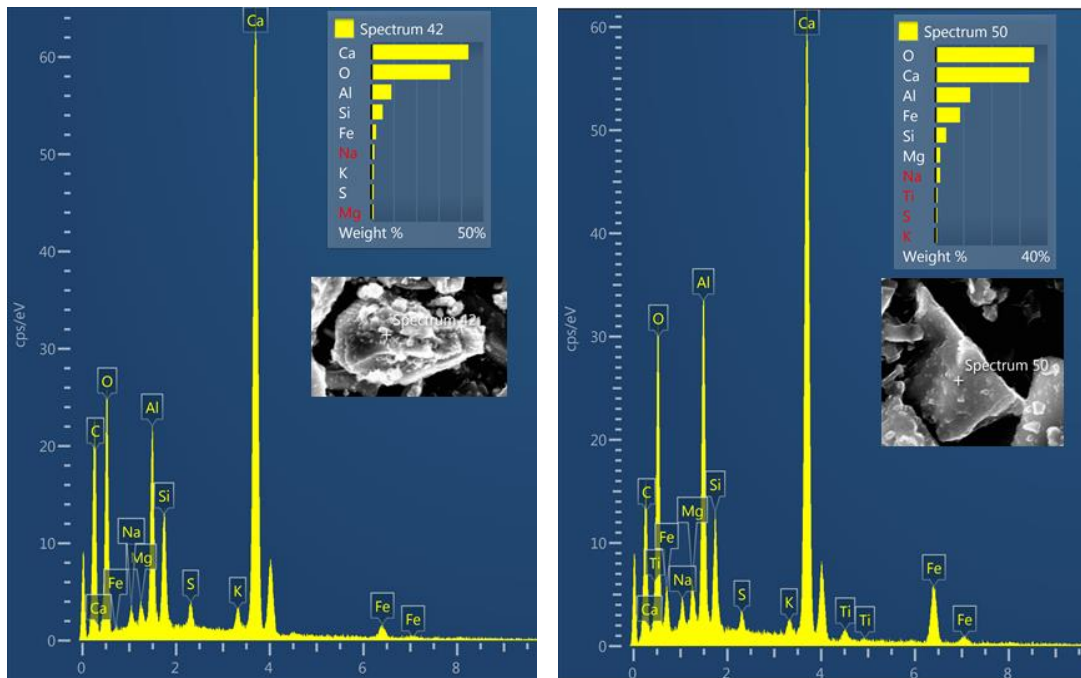 Spectrum 42
Ca
O
Al
Si
Fe
Na
K
S
Mg
Weight % 50%
Spectrum 42
cps/eV
60
50
40
30
20
10
0
Ca
C
O
Al
Si
Na
Mg
Fe
Ca
S
K
Fe
Fe
0 2 4 6 8
Spectrum 50
O
Ca
Al
Fe
Si
Mg
Na
Ti
S
K
Weight % 40%
Spectrum 50
cps/eV
60
50
40
30
20
10
0
Ca
Al
O
C
Mg
Si
Fe
Ti
Na
Ca
S
K
Ti
Ti
Fe
Fe
0 2 4 6 8